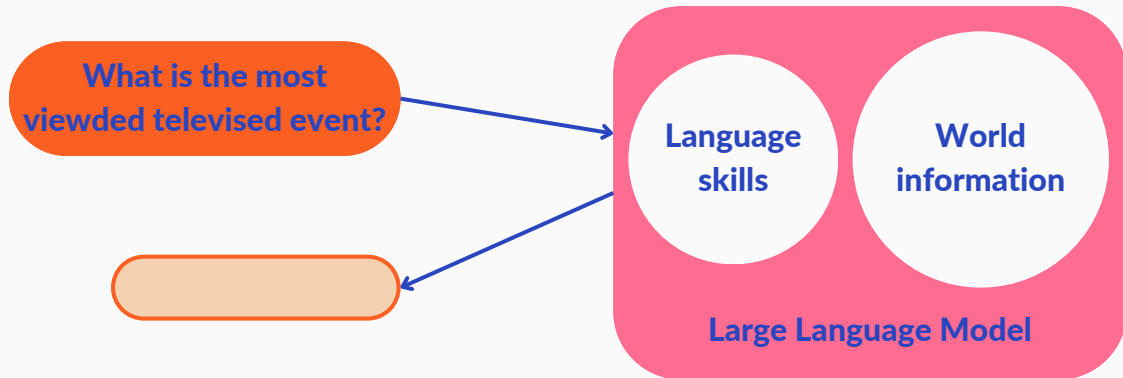 What is the most
viewded televised event?
Language
skills
World
information
Large Language Model